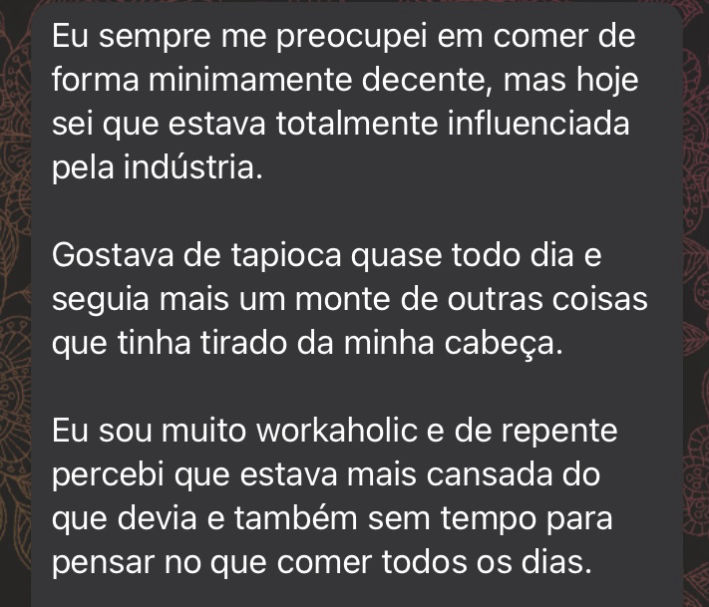 Eu sempre me preocupei em comer de
forma minimamente decente, mas hoje
sei que estava totalmente influenciada
pela indústria.
Gostava de tapioca quase todo dia e
seguia mais um monte de outras coisas
que tinha tirado da minha cabeça.
Eu sou muito workaholic e de repente
percebi que estava mais cansada do
que devia e também sem tempo para
pensar no que comer todos os dias.